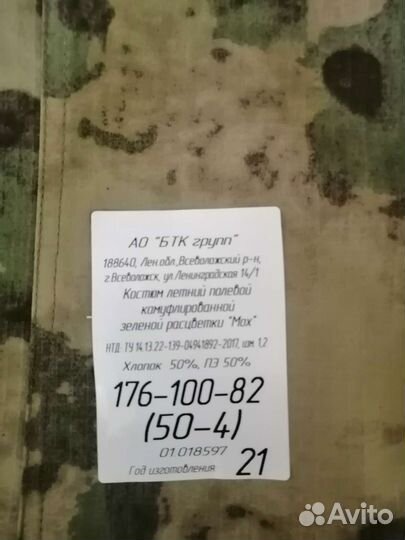 АО "БТК групп"
188640, Лен.обл.,Всеволожский р-н,
г.Всеволожск, ул.Ленинградская 14/1
Костюм летний полевой
камуфлированной
зеленой расцветки "Мох"
НТД: ТУ 14.13.22-139-04941892-2017, изм. 1,2
Хлопок 50%, ПЭ 50%
176-100-82
(50-4)
01.018597
Год изготовления 21
Avito